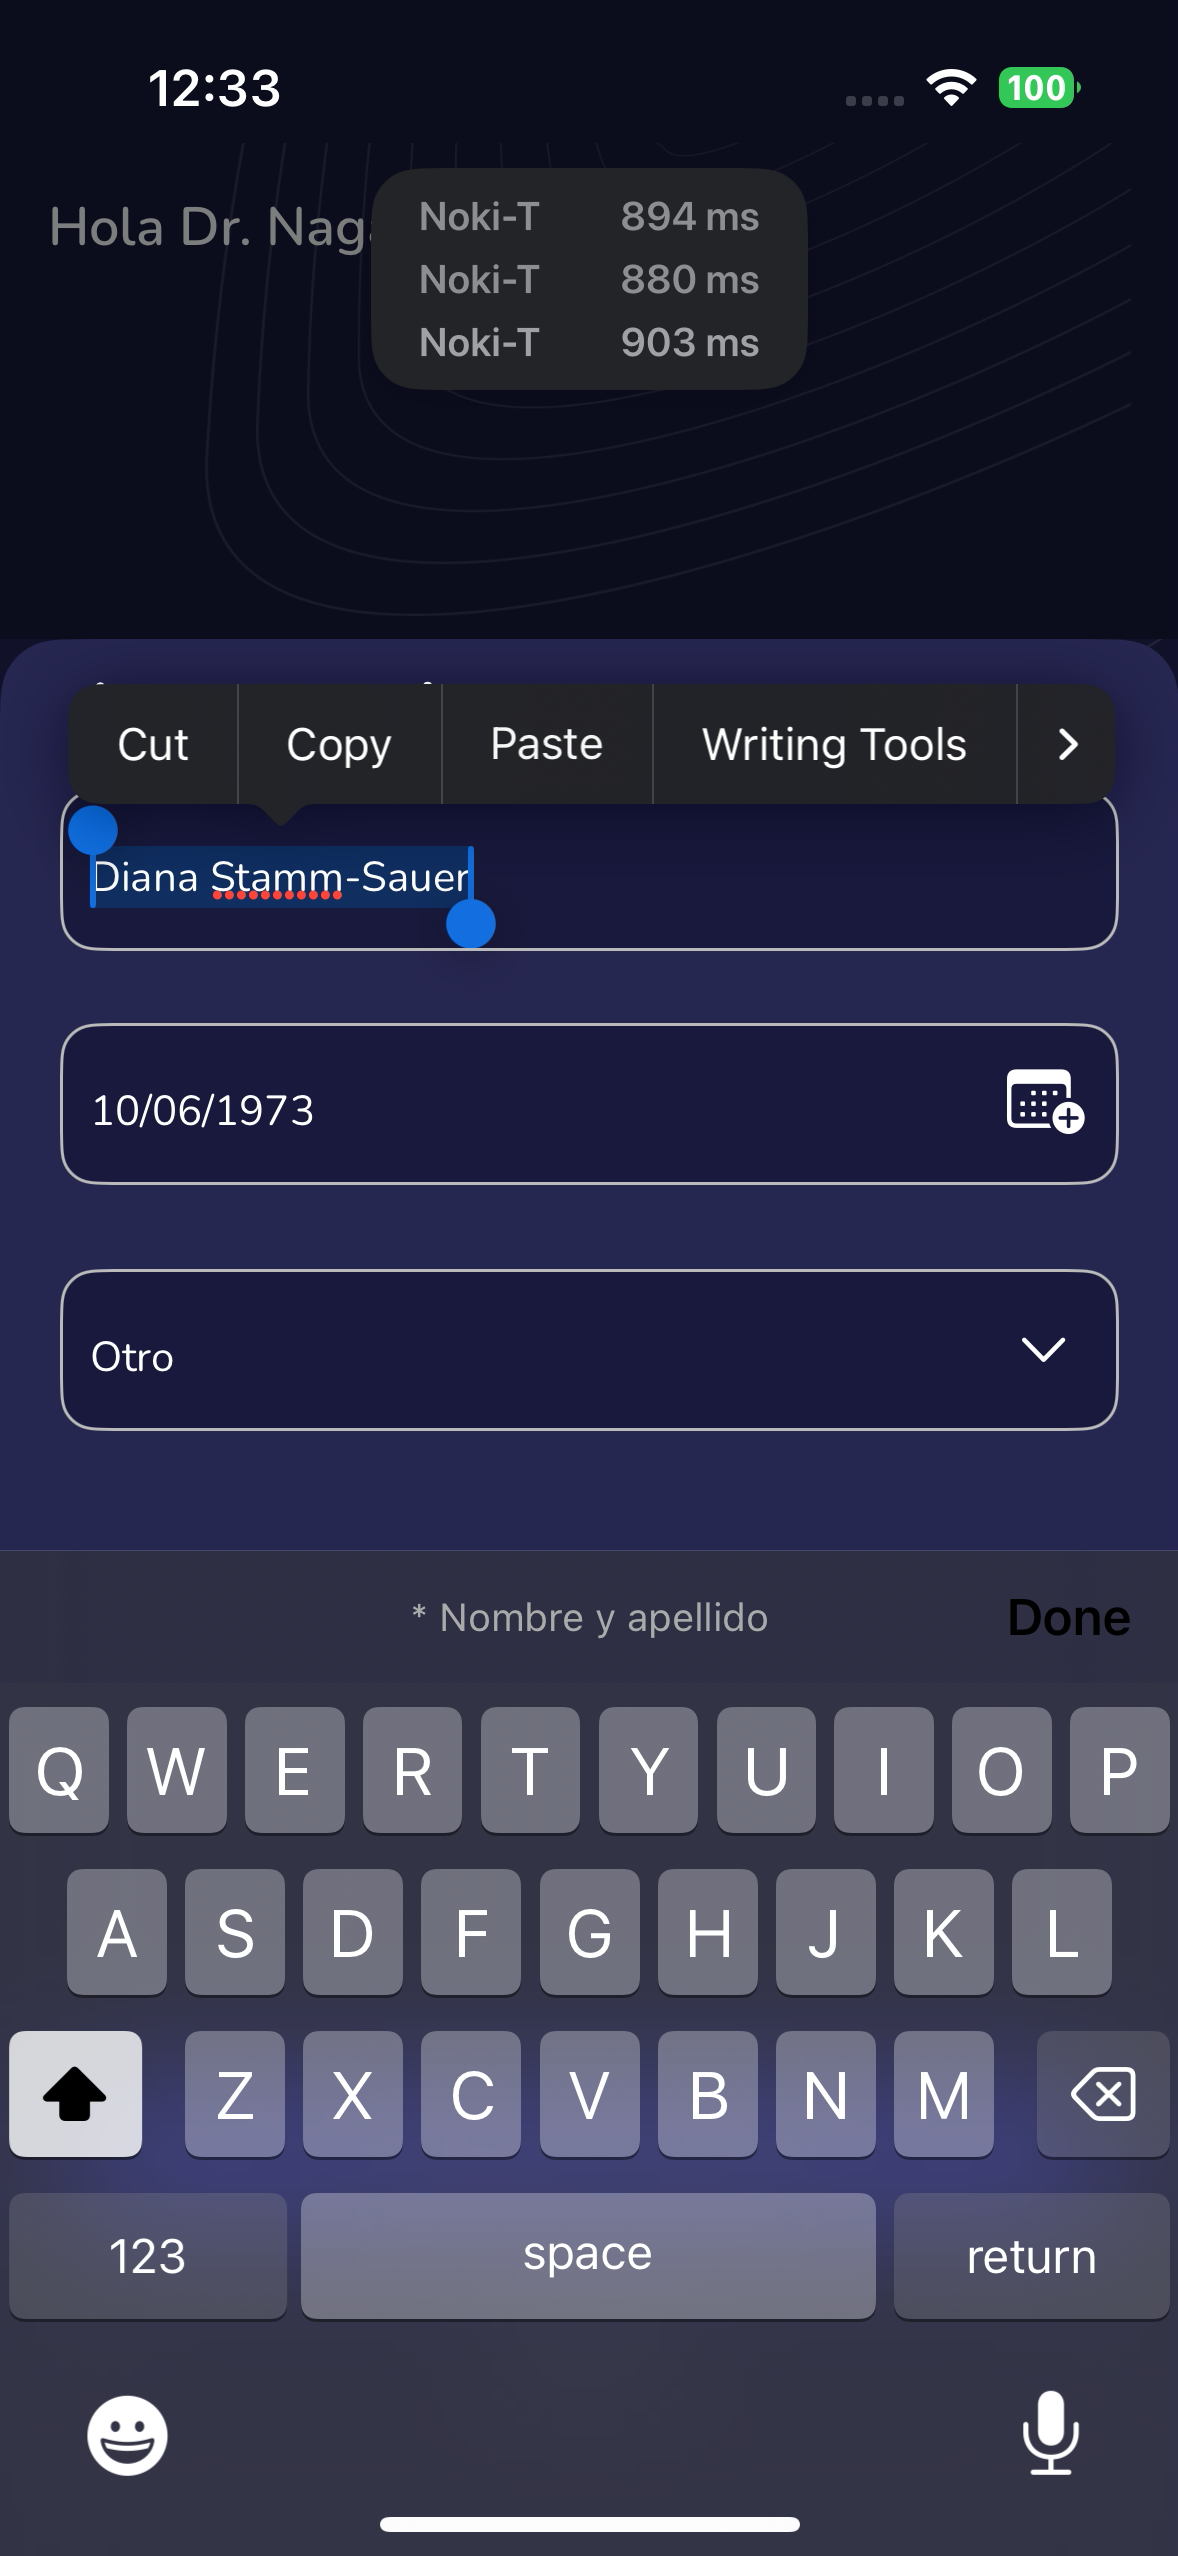 12:33
100
Hola Dr.
Noki-T 894 ms
Noki-T 880 ms
Noki-T 903 ms
Cut Copy Paste Writing Tools
Diana Stamm-Sauer
10/06/1973
Otro
* Nombre y apellido Done
Q W E R T Y U I O P
A S D F G H J K L
Z X C V B N M
123 space return